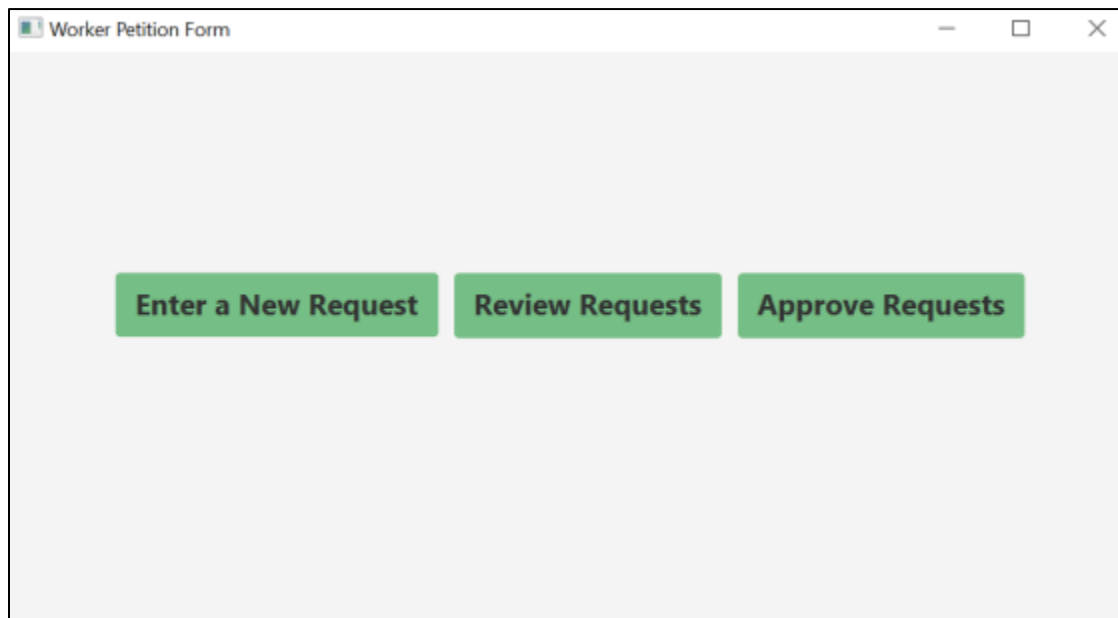 Worker Petition Form
Enter a New Request
Review Requests
Approve Requests